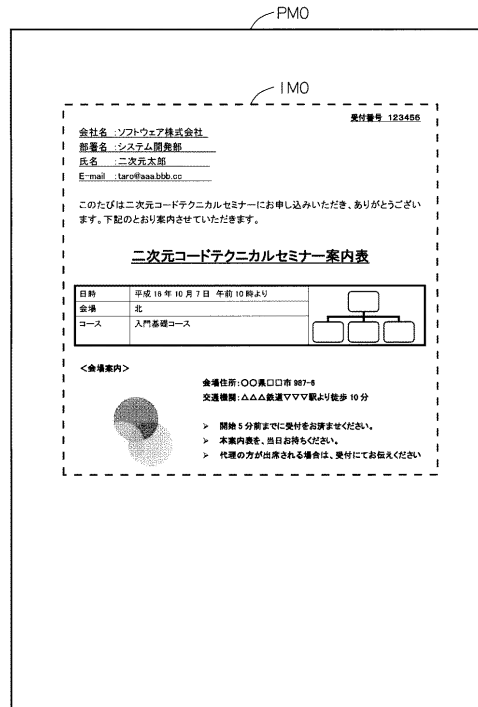 PM0
IM0
受付番号 123456
会社名 :ソフトウェア株式会社
部署名 :システム開発部
氏名 :二次元太郎
E-mail :taro@aaa.bbb.cc
このたびは二次元コードテクニカルセミナーにお申し込みいただき、ありがとうござい
ます。下記のとおり案内させていただきます。
二次元コードテクニカルセミナー案内表
日時 平成 16 年 10 月 7 日 午前 10 時より
会場 北
コース 入門基礎コース
<会場案内>
会場住所:〇〇県□□市 987-6
交通機関:△△△鉄道▽▽▽駅より徒歩 10 分
➢ 開始 5 分前までに受付をお済ませください。
➢ 本案内表を、当日お持ちください。
➢ 代理の方が出席される場合は、受付にてお伝えください